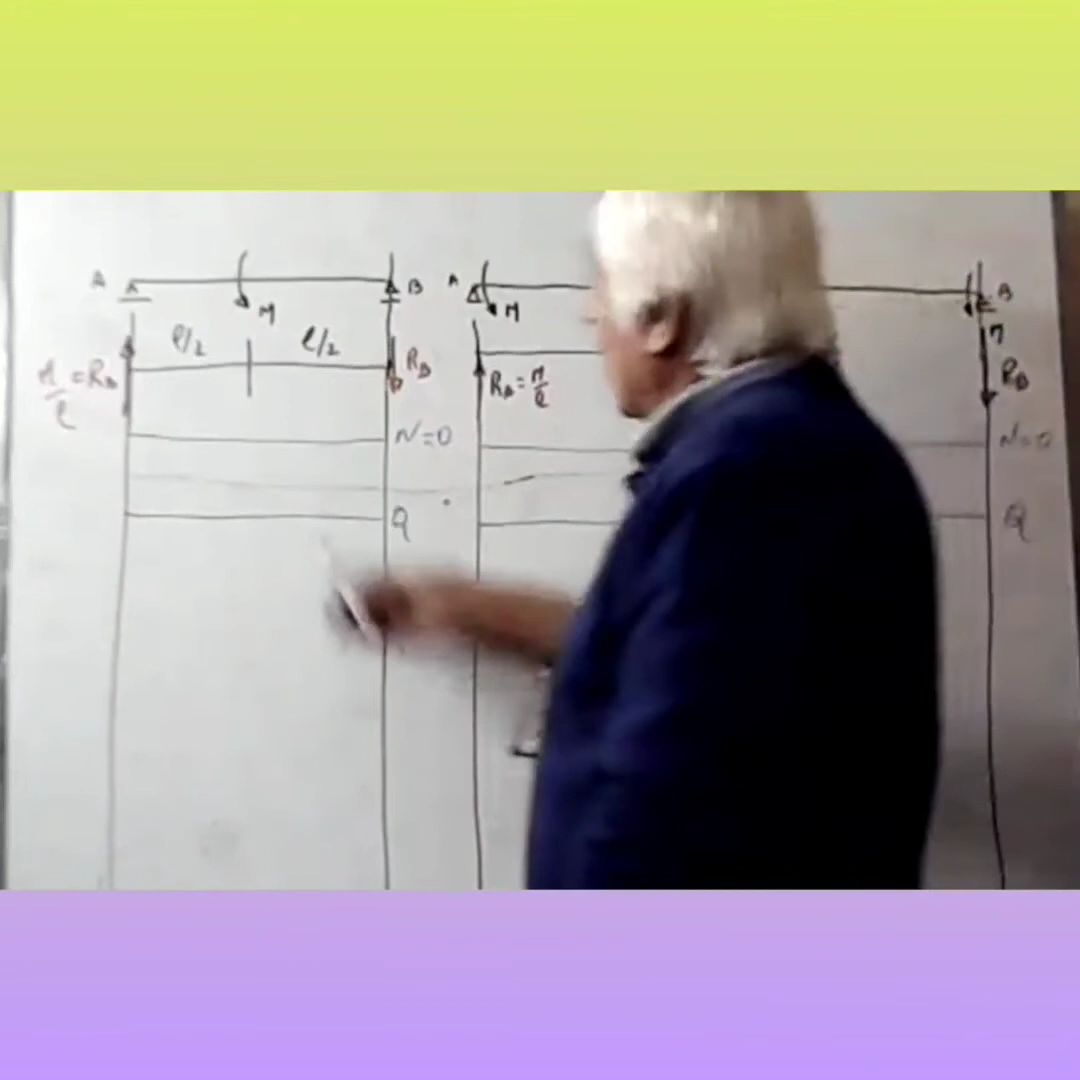 A B A B
M M
l/2 l/2 M
M/l = RA RB RA = M/l RB
N=0 N=0
Q Q